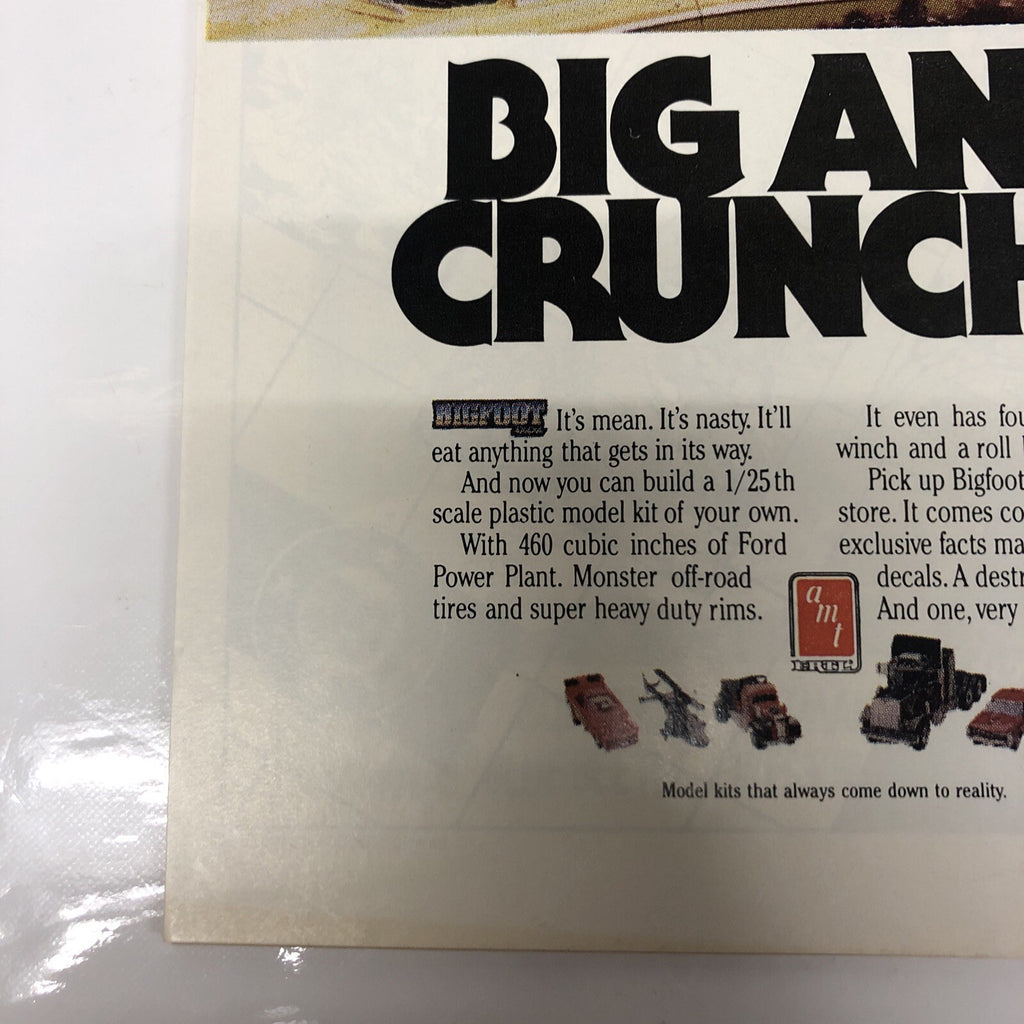 BIG AN
CRUNCH
BIGFOOT It's mean. It's nasty. It'll
eat anything that gets in its way.
And now you can build a 1/25th
scale plastic model kit of your own.
With 460 cubic inches of Ford
Power Plant. Monster off-road
tires and super heavy duty rims.
It even has fou
winch and a roll
Pick up Bigfoot
store. It comes co
exclusive facts ma
decals. A destr
And one, very
amt
ERTL
Model kits that always come down to reality.